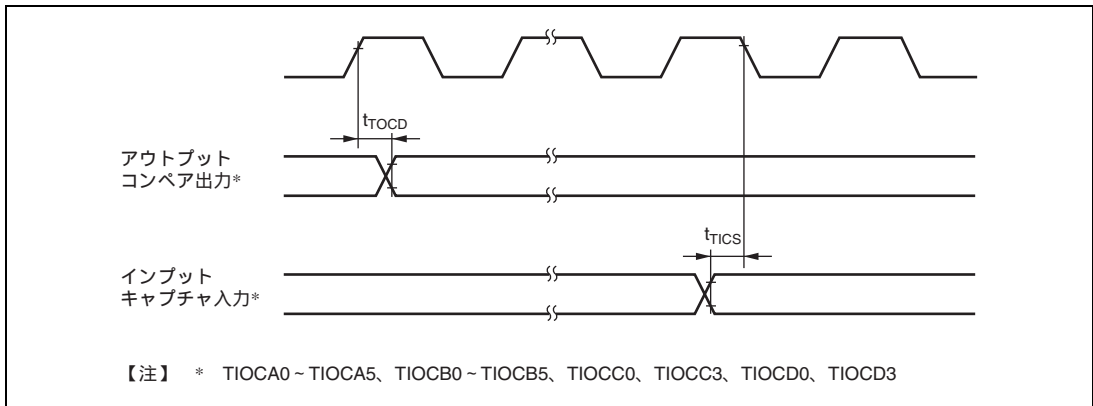 tTOCD
アウトプット
コンペア出力*
tTICS
インプット
キャプチャ入力*
【注】 * TIOCA0～TIOCA5、TIOCB0～TIOCB5、TIOCC0、TIOCC3、TIOCD0、TIOCD3